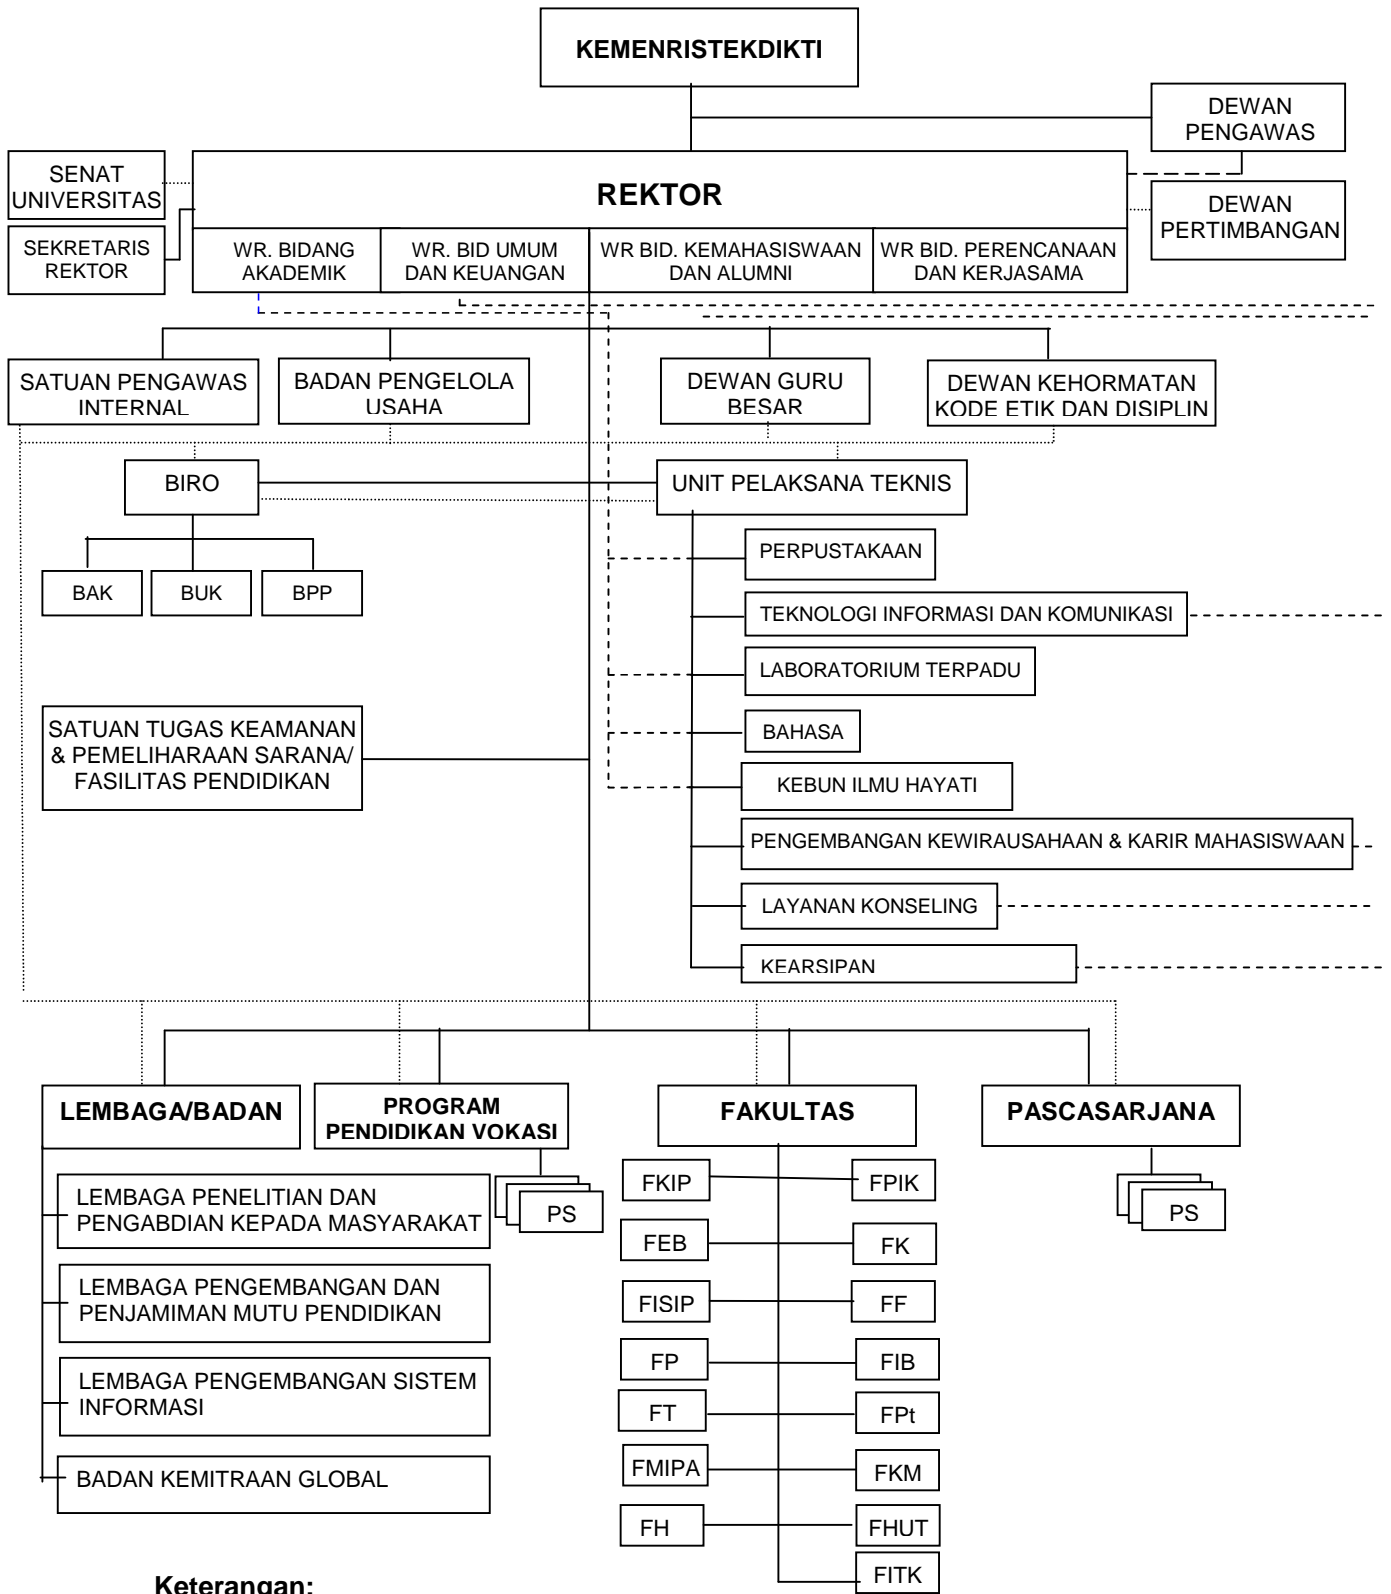 KEMENRISTEKDIKTI
DEWAN
PENGAWAS
SENAT
UNIVERSITAS
REKTOR
DEWAN
PERTIMBANGAN
SEKRETARIS
REKTOR
WR. BIDANG
AKADEMIK
WR. BID UMUM
DAN KEUANGAN
WR BID. KEMAHASISWAAN
DAN ALUMNI
WR BID. PERENCANAAN
DAN KERJASAMA
SATUAN PENGAWAS
INTERNAL
BADAN PENGELOLA
USAHA
DEWAN GURU
BESAR
DEWAN KEHORMATAN
KODE ETIK DAN DISIPLIN
BIRO
UNIT PELAKSANA TEKNIS
BAK
BUK
BPP
PERPUSTAKAAN
TEKNOLOGI INFORMASI DAN KOMUNIKASI
LABORATORIUM TERPADU
BAHASA
KEBUN ILMU HAYATI
PENGEMBANGAN KEWIRAUSAHAAN & KARIR MAHASISWAAN
LAYANAN KONSELING
KEARSIPAN
SATUAN TUGAS KEAMANAN
& PEMELIHARAAN SARANA/
FASILITAS PENDIDIKAN
LEMBAGA/BADAN
PROGRAM
PENDIDIKAN VOKASI
FAKULTAS
PASCASARJANA
LEMBAGA PENELITIAN DAN
PENGABDIAN KEPADA MASYARAKAT
LEMBAGA PENGEMBANGAN DAN
PENJAMIMAN MUTU PENDIDIKAN
LEMBAGA PENGEMBANGAN SISTEM
INFORMASI
BADAN KEMITRAAN GLOBAL
PS
FKIP
FPIK
FEB
FK
FISIP
FF
FP
FIB
FT
FPt
FMIPA
FKM
FH
FHUT
FITK
PS
Keterangan: